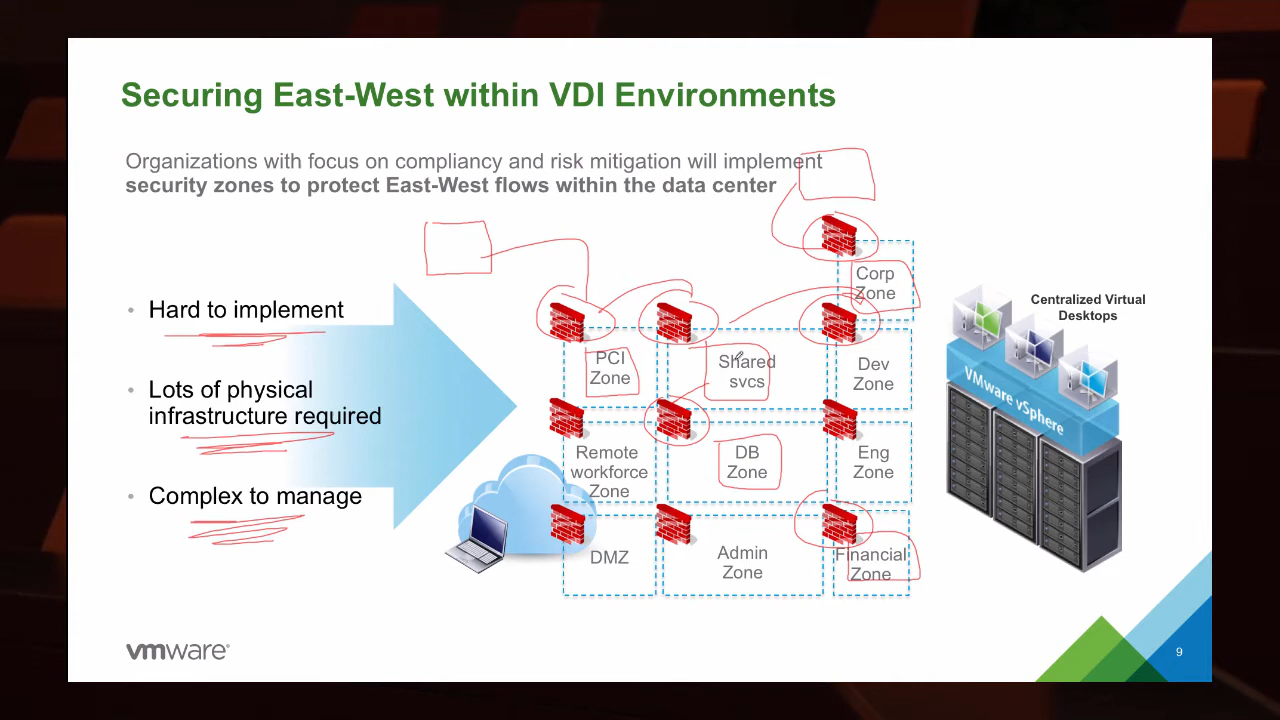 Securing East-West within VDI Environments
Organizations with focus on compliancy and risk mitigation will implement
security zones to protect East-West flows within the data center
• Hard to implement
• Lots of physical
infrastructure required
• Complex to manage
Corp
Zone
PCI
Zone
Shared
svcs
Dev
Zone
Remote
workforce
Zone
DB
Zone
Eng
Zone
DMZ
Admin
Zone
Financial
Zone
Centralized Virtual
Desktops
VMware vSphere
vmware®
9